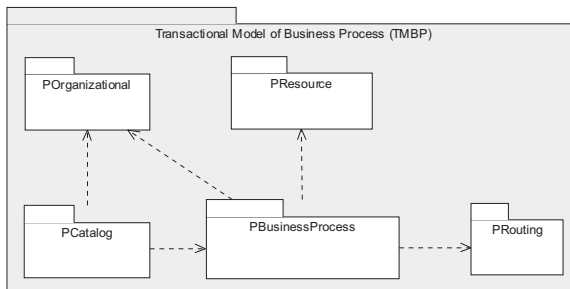 Transactional Model of Business Process (TMBP)
POrganizational
PResource
PCatalog
PBusinessProcess
PRouting